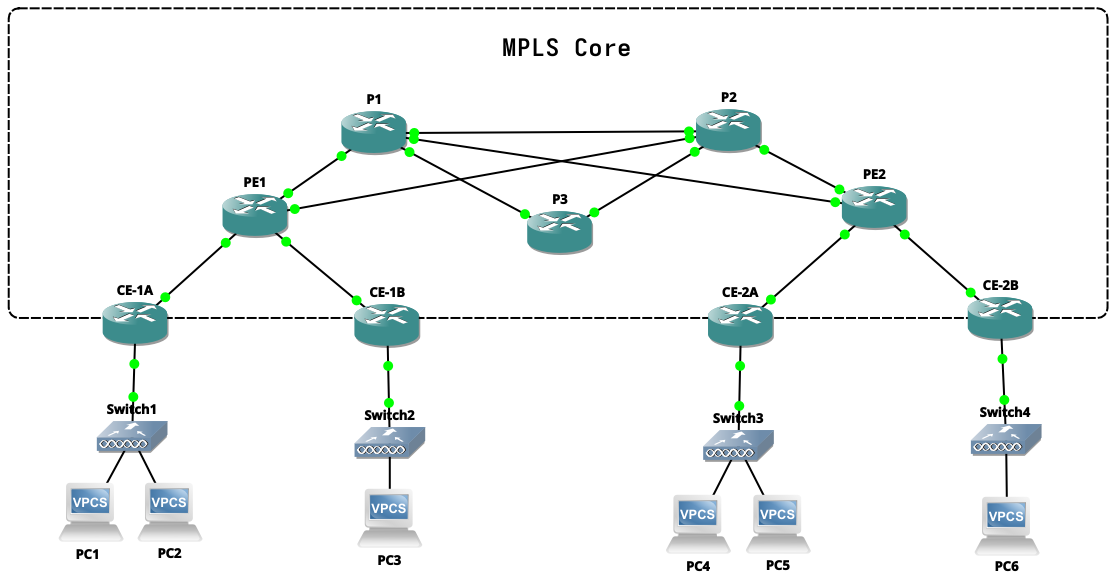 MPLS Core
P1
P2
PE1
PE2
P3
CE-1A
CE-1B
CE-2A
CE-2B
Switch1
Switch2
Switch3
Switch4
VPCS
VPCS
VPCS
VPCS
VPCS
VPCS
PC1
PC2
PC3
PC4
PC5
PC6